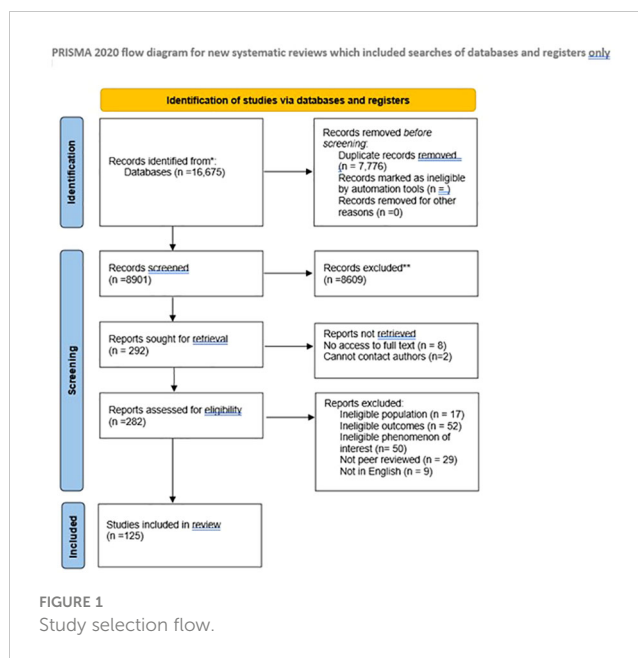 PRISMA 2020 flow diagram for new systematic reviews which included searches of databases and registers only
Identification of studies via databases and registers
Identification
Records identified from*:
Databases (n =16,675)
Records removed before
screening:
Duplicate records removed
(n = 7,776)
Records marked as ineligible
by automation tools (n = )
Records removed for other
reasons (n =0)
Screening
Records screened
(n =8901)
Records excluded**
(n =8609)
Reports sought for retrieval
(n = 292)
Reports not retrieved
No access to full text (n = 8)
Cannot contact authors (n=2)
Reports assessed for eligibility
(n =282)
Reports excluded:
Ineligible population (n = 17)
Ineligible outcomes (n = 52)
Ineligible phenomenon of
interest (n= 50)
Not peer reviewed (n = 29)
Not in English (n = 9)
Included
Studies included in review
(n =125)
FIGURE 1
Study selection flow.